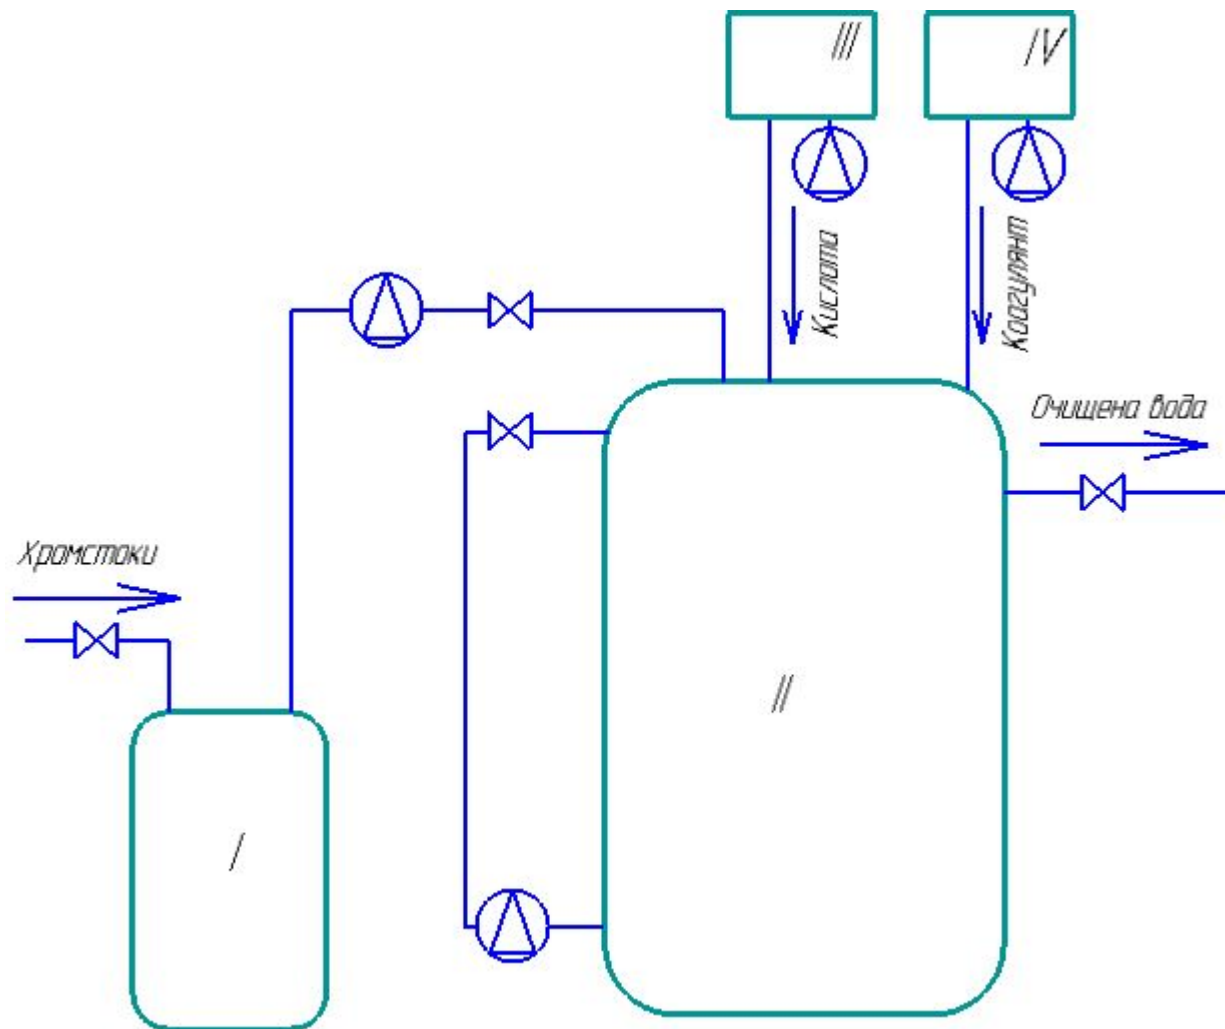 III
IV
Кислота
Коагулянт
Очищена вода
Хромстоки
II
I